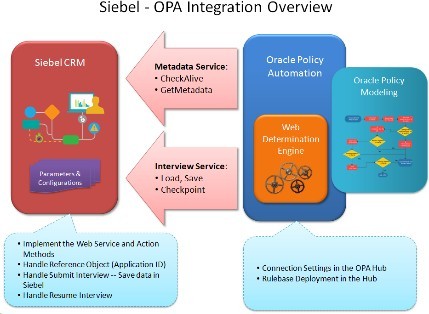 Siebel - OPA Integration Overview
Siebel CRM
Parameters &
Configurations
Metadata Service:
• CheckAlive
• GetMetadata
Interview Service:
• Load, Save
• Checkpoint
Oracle Policy
Automation
Web
Determination
Engine
Oracle Policy
Modeling
• Implement the Web Service and Action
Methods
• Handle Reference Object (Application ID)
• Handle Submit Interview -- Save data in
Siebel
• Handle Resume Interview
• Connection Settings in the OPA Hub
• Rulebase Deployment in the Hub